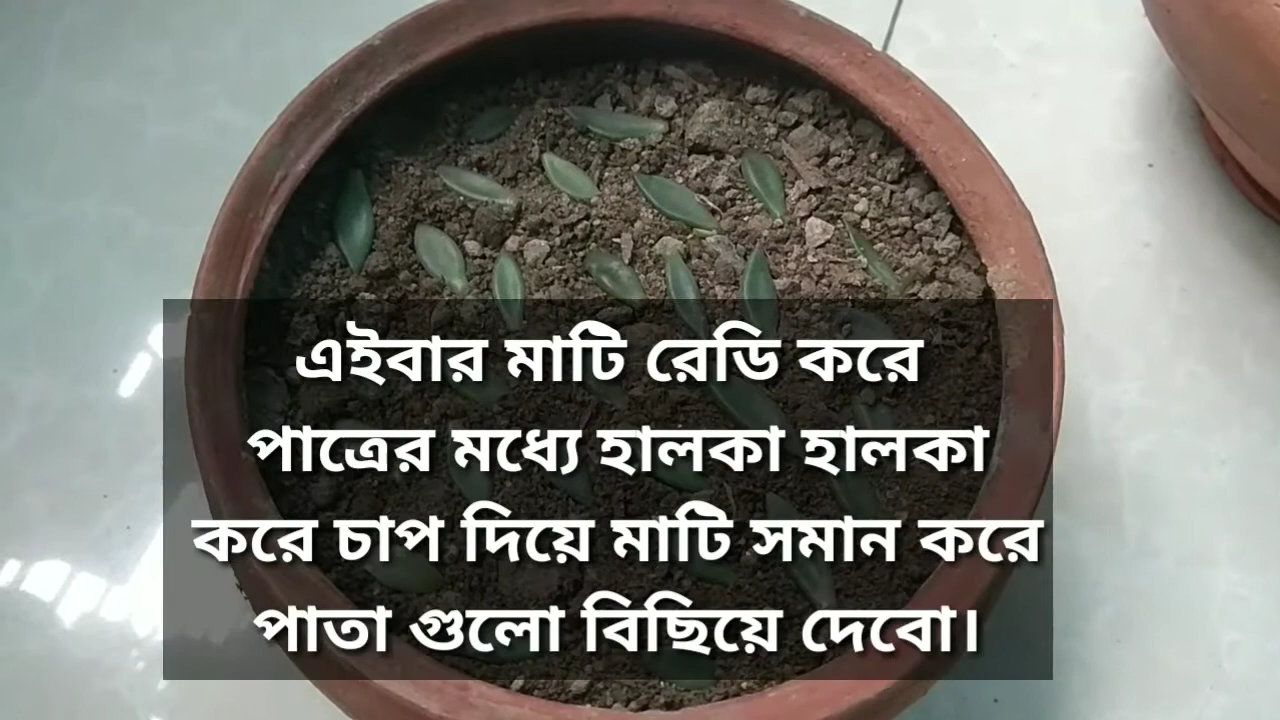 এইবার মাটি রেডি করে
পাত্রের মধ্যে হালকা হালকা
করে চাপ দিয়ে মাটি সমান করে
পাতা গুলো বিছিয়ে দেবো।